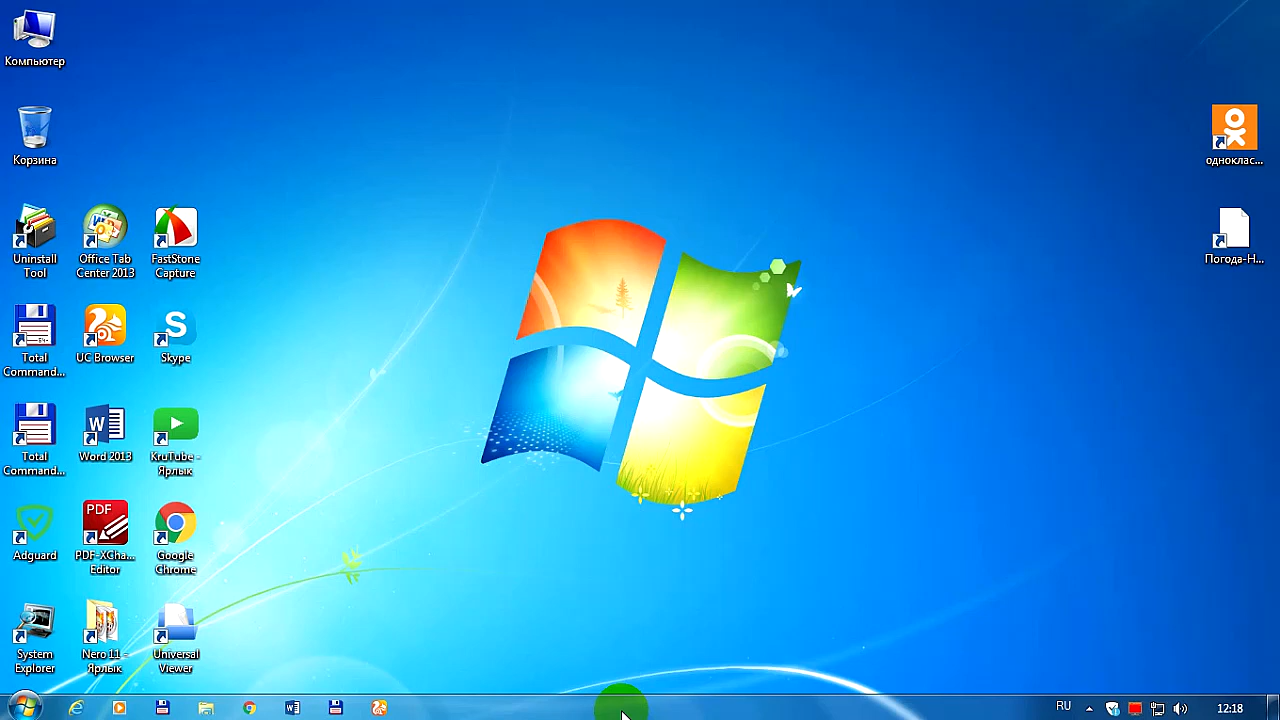 Компьютер
Корзина
Uninstall
Tool
Office Tab
Center 2013
FastStone
Capture
Total
Command...
UC Browser
Skype
Total
Command...
Word 2013
KruTube -
Ярлык
Adguard
PDF
PDF-XCha...
Editor
Google
Chrome
System
Explorer
Nero 11 -
Ярлык
Universal
Viewer
одноклас...
Погода-Н...
RU
12:18